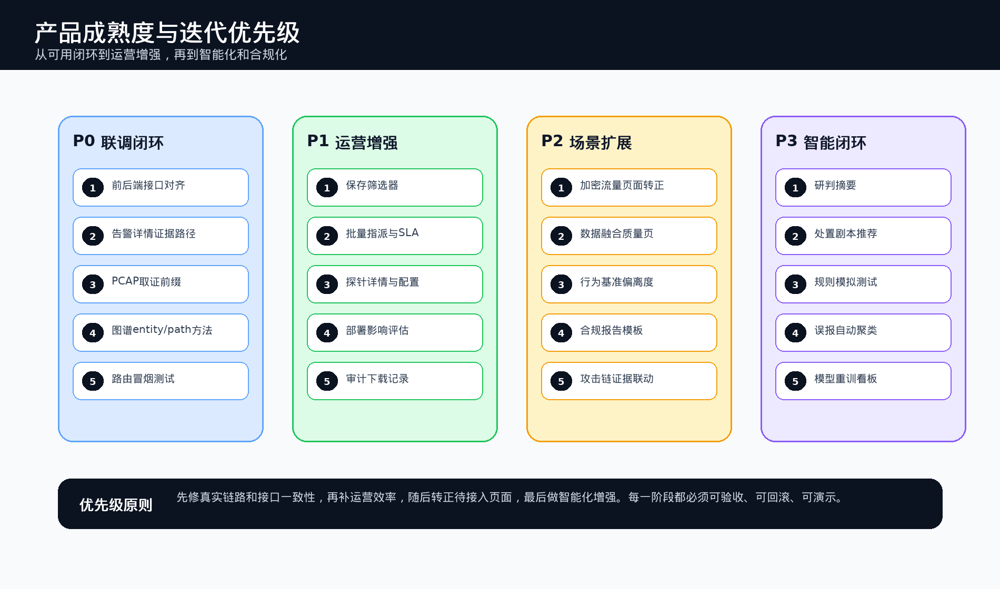 产品成熟度与迭代优先级
从可用闭环到运营增强，再到智能化和合规化
P0 联调闭环
1 前后端接口对齐
2 告警详情证据路径
3 PCAP取证前缀
4 图谱entity/path方法
5 路由冒烟测试
P1 运营增强
1 保存筛选器
2 批量指派与SLA
3 探针详情与配置
4 部署影响评估
5 审计下载记录
P2 场景扩展
1 加密流量页面转正
2 数据融合质量页
3 行为基准偏离度
4 合规报告模板
5 攻击链证据联动
P3 智能闭环
1 研判摘要
2 处置剧本推荐
3 规则模拟测试
4 误报自动聚类
5 模型重训看板
优先级原则
先修真实链路和接口一致性，再补运营效率，随后转正待接入页面，最后做智能化增强。每一阶段都必须可验收、可回滚、可演示。